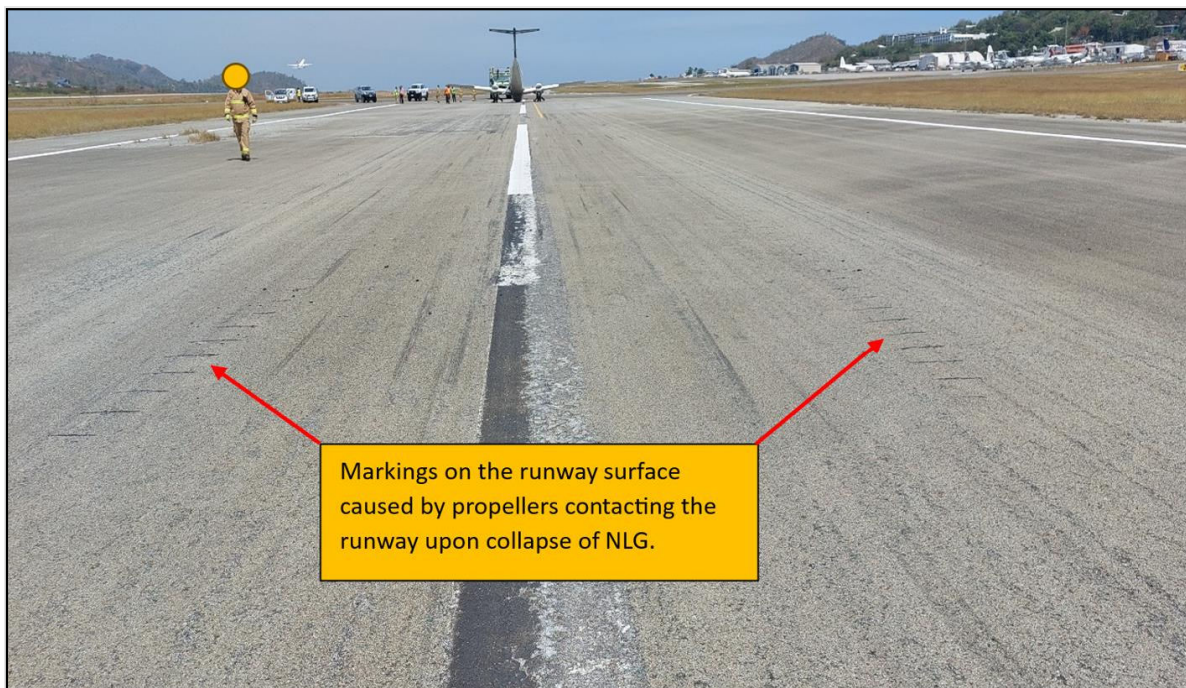 Markings on the runway surface
caused by propellers contacting the
runway upon collapse of NLG.